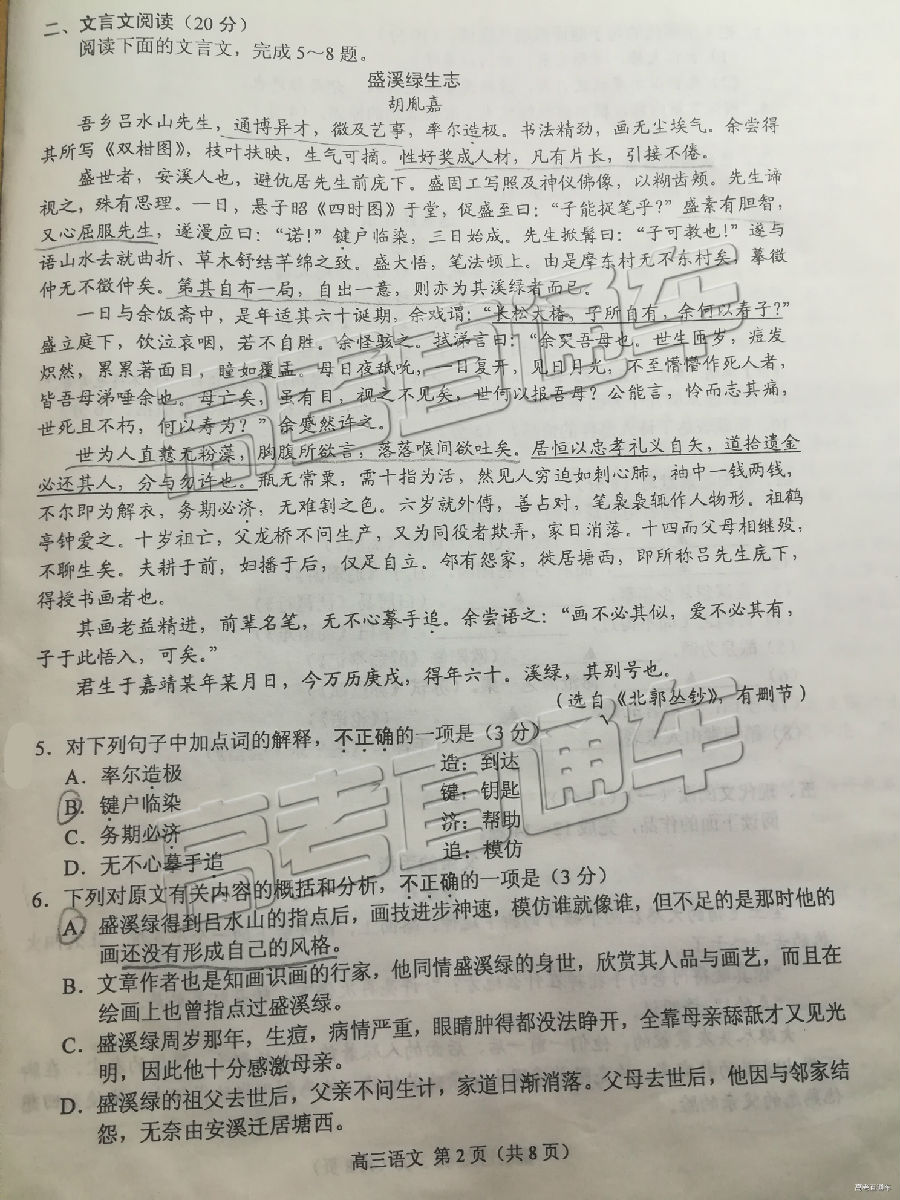 二、文言文阅读（20分）
阅读下面的文言文，完成5～8题。
盛溪绿生志
胡胤嘉
吾乡吕水山先生，通博异才，微及艺事，率尔造极。书法精劲，画无尘埃气。余尝得
其所写《双柑图》，枝叶扶映，生气可摘。性好奖成人材，凡有片长，引接不倦。
盛世者，安溪人也，避仇居先生前庑下。盛固工写照及神仪佛像，以糊齿颊。先生谛
视之，殊有思理。一日，悬子昭《四时图》于堂，促盛至曰：“子能捉笔乎？”盛素有胆智，
又心屈服先生，遂漫应曰：“诺！”键户临染，三日始成。先生掀髯曰：“子可教也！”遂与
语山水去就曲折、草木舒结芊绵之致。盛大悟，笔法顿上。由是摩东村无不东村矣，摹徵
仲无不徵仲矣。第其自布一局，自出一意，则亦为其溪绿者而已。
一日与余饭斋中，是年适其六十诞期，余戏谓：“长松大椿，子所自有，余何以寿子？”
盛立庭下，饮泣哀咽，若不自胜。余怪骇之。拭涕言曰：“余哭吾母也。世生匝岁，痘发
炽然，累累著面目，瞳如覆盂。母日夜舐吮，一日复开，见日月光，不至懵懵作死人者，
皆吾母涕唾余也。母亡矣，虽有目，视之不见矣，世何以报吾母？公能言，怜而志其痛，
世死且不朽，何以寿为？”余蹙然许之。
世为人直戆无粉藻，胸腹所欲言，落落喉间欲吐矣。居恒以忠孝礼义自矢，道拾遗金
必还其人，分与勿许也。瓶无常粟，需十指为活，然见人穷迫如刺心肺，袖中一钱两钱，
不尔即为解衣，务期必济，无难割之色。六岁就外傅，善占对，笔袅袅辄作人物形。祖鹤
亭钟爱之。十岁祖亡，父龙桥不问生产，又为同役者欺弄，家日消落。十四而父母相继殁，
不聊生矣。夫耕于前，妇播于后，仅足自立。邻有怨家，徙居塘西，即所称吕先生庑下，
得授书画者也。
其画老益精进，前辈名笔，无不心摹手追。余尝语之：“画不必其似，爱不必其有，
子于此悟入，可矣。”
君生于嘉靖某年某月日，今万历庚戌，得年六十。溪绿，其别号也。
（选自《北郭丛钞》，有删节）
5．对下列句子中加点词的解释，不正确的一项是（3分）
A．率尔造极 造：到达
B．键户临染 键：钥匙
C．务期必济 济：帮助
D．无不心摹手追 追：模仿
6．下列对原文有关内容的概括和分析，不正确的一项是（3分）
A．盛溪绿得到吕水山的指点后，画技进步神速，模仿谁就像谁，但不足的是那时他的
画还没有形成自己的风格。
B．文章作者也是知画识画的行家，他同情盛溪绿的身世，欣赏其人品与画艺，而且在
绘画上也曾指点过盛溪绿。
C．盛溪绿周岁那年，生痘，病情严重，眼睛肿得都没法睁开，全靠母亲舔舐才又见光
明，因此他十分感激母亲。
D．盛溪绿的祖父去世后，父亲不问生计，家道日渐消落。父母去世后，他因与邻家结
怨，无奈由安溪迁居塘西。
高三语文 第2页（共8页）
高考直通车
高考直通车